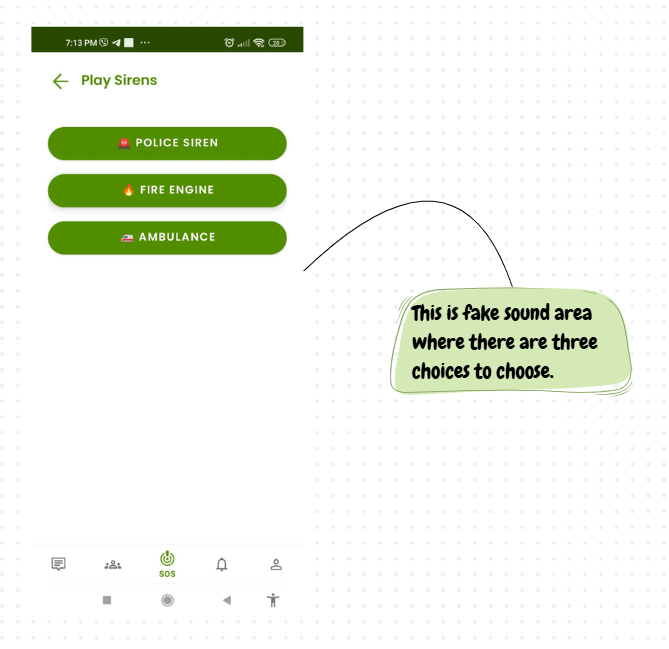 7:13 PM
28
Play Sirens
POLICE SIREN
FIRE ENGINE
AMBULANCE
This is fake sound area
where there are three
choices to choose.
SOS